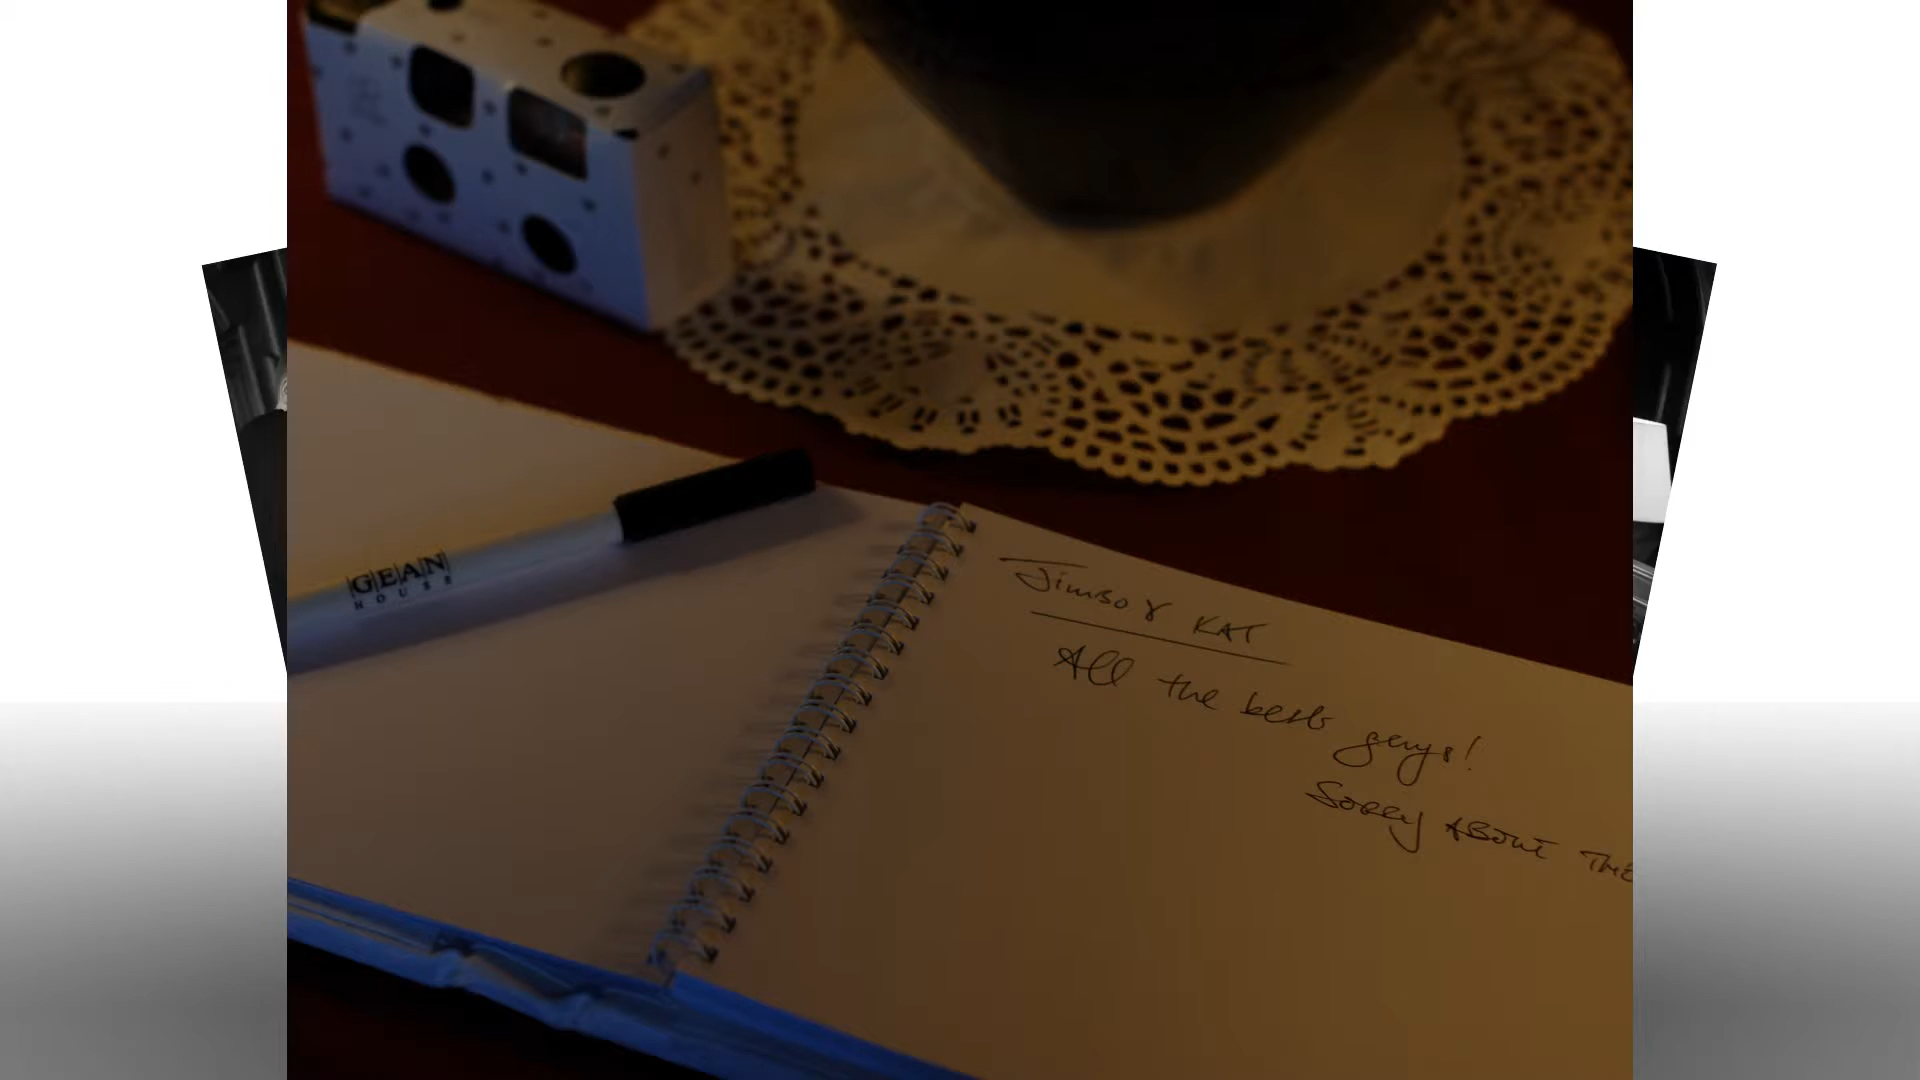 GEAN
HOUSE
Jimbo & KAT
All the best guys!
Sorry ABout THE